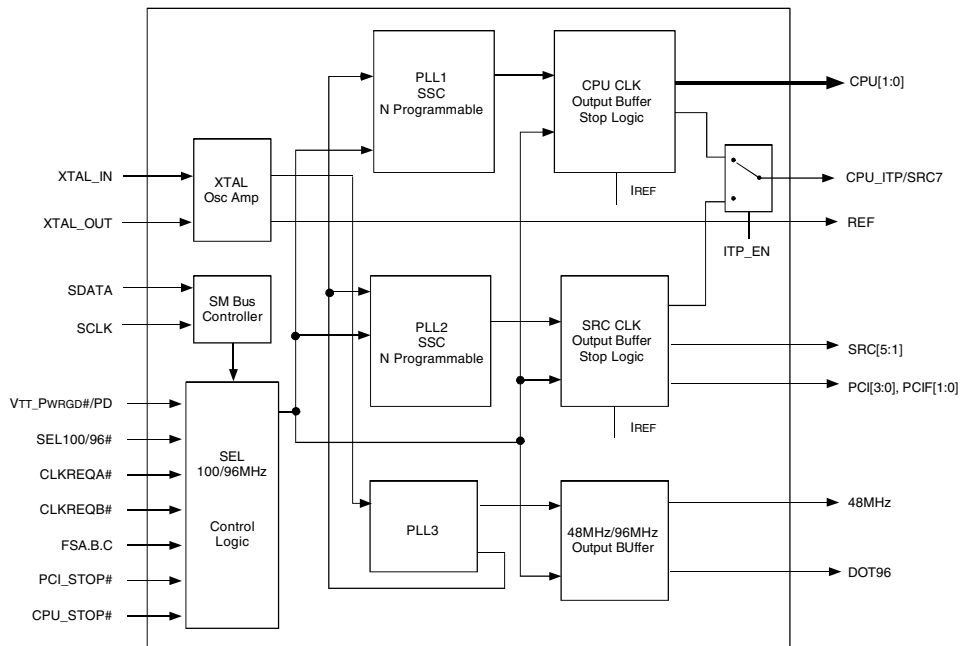 PLL1
SSC
N Programmable
CPU CLK
Output Buffer
Stop Logic
CPU[1:0]
XTAL_IN
XTAL
Osc Amp
XTAL_OUT
IREF
CPU_ITP/SRC7
REF
ITP_EN
SDATA
SCLK
SM Bus
Controller
PLL2
SSC
N Programmable
SRC CLK
Output Buffer
Stop Logic
SRC[5:1]
PCI[3:0], PCIF[1:0]
IREF
VTT_PWRGD#/PD
SEL100/96#
CLKREQA#
CLKREQB#
FSA.B.C
PCI_STOP#
CPU_STOP#
SEL
100/96MHz
Control
Logic
PLL3
48MHz/96MHz
Output BUffer
48MHz
DOT96